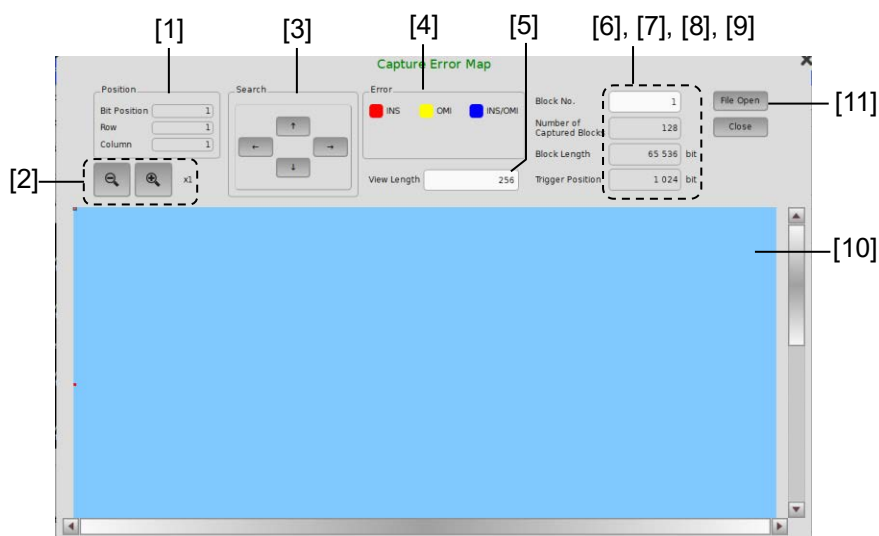 [1] [3] [4] [5] [6], [7], [8], [9]
Capture Error Map
Position
Bit Position 1
Row 1
Column 1
Search
↑
← →
↓
Error
INS OMI INS/OMI
Block No. 1
Number of
Captured Blocks 128
Block Length 65 536 bit
Trigger Position 1 024 bit
File Open
Close
[11]
[2]
x1
View Length 256
[10]